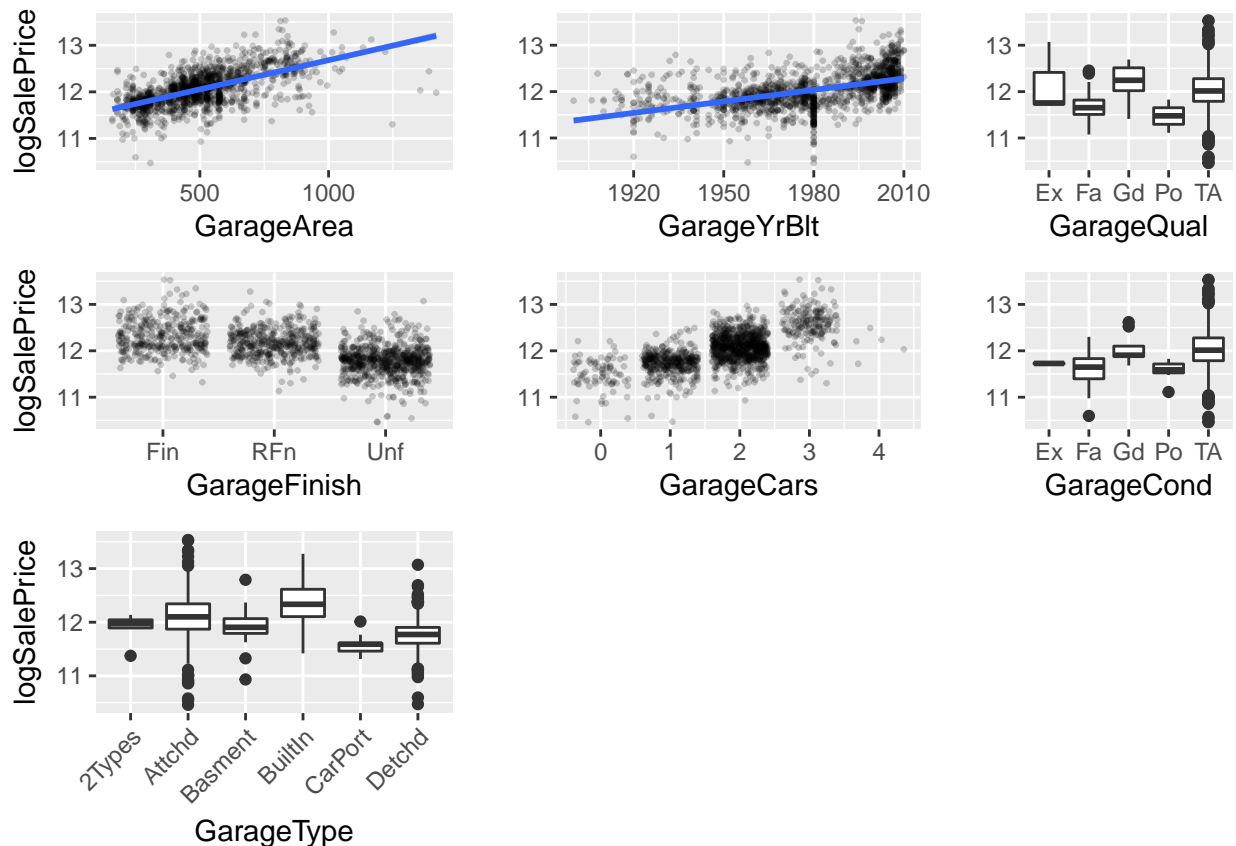 logSalePrice
13
12
11
500
1000
GarageArea
13
12
11
1920
1950
1980
2010
GarageYrBlt
13
12
11
Ex
Fa
Gd
Po
TA
GarageQual
logSalePrice
13
12
11
Fin
RFn
Unf
GarageFinish
13
12
11
0
1
2
3
4
GarageCars
13
12
11
Ex
Fa
Gd
Po
TA
GarageCond
logSalePrice
13
12
11
2Types
Attchd
Basment
BuiltIn
CarPort
Detchd
GarageType